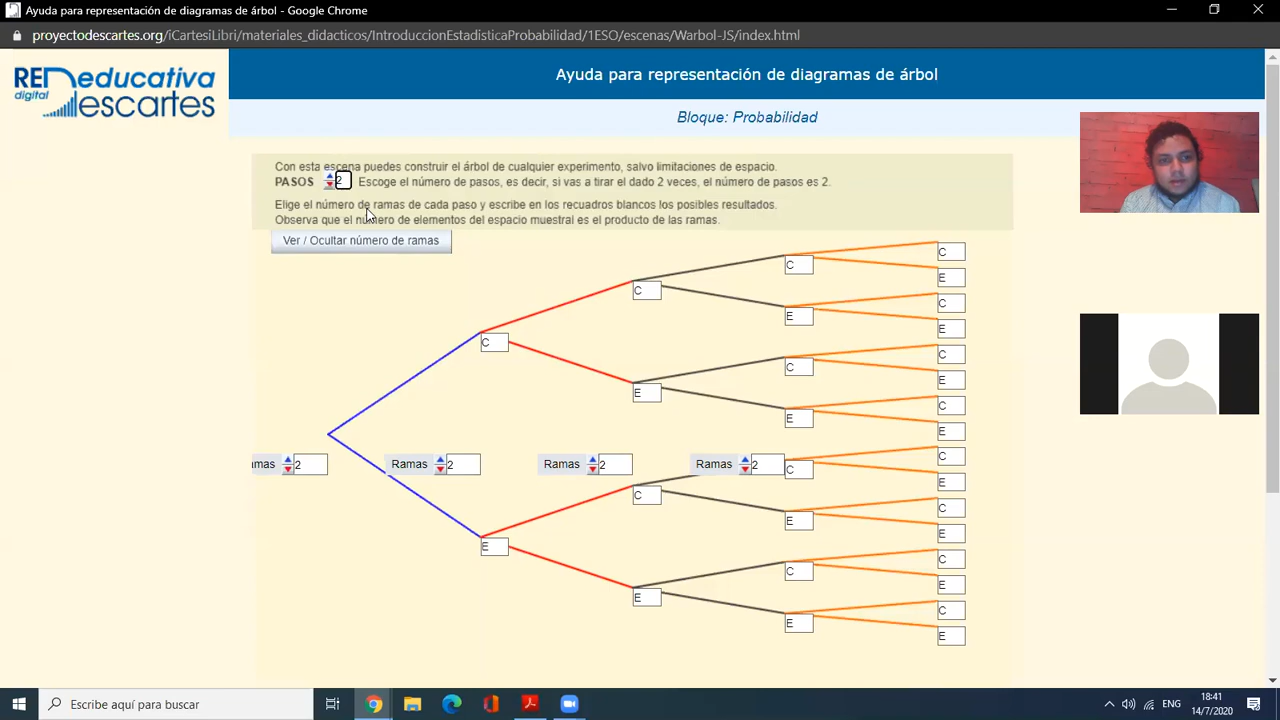 Ayuda para representación de diagramas de árbol - Google Chrome
proyectodescartes.org/iCartesiLibri/materiales_didacticos/IntroduccionEstadisticaProbabilidad/1ESO/escenas/Warbol-JS/index.html
RED educativa
digital Descartes
Ayuda para representación de diagramas de árbol
Bloque: Probabilidad
Con esta escena puedes construir el árbol de cualquier experimento, salvo limitaciones de espacio.
PASOS 2 Escoge el número de pasos, es decir, si vas a tirar el dado 2 veces, el número de pasos es 2.
Elige el número de ramas de cada paso y escribe en los recuadros blancos los posibles resultados.
Observa que el número de elementos del espacio muestral es el producto de las ramas.
Ver / Ocultar número de ramas
C
C
E
C
C
E
C
E
C
C
E
E
C
E
C
E
amas 2 Ramas 2 Ramas 2 Ramas 2
C
C
E
C
C
E
E
E
C
C
E
E
C
E
E
Escribe aquí para buscar
ENG
18:41
14/7/2020